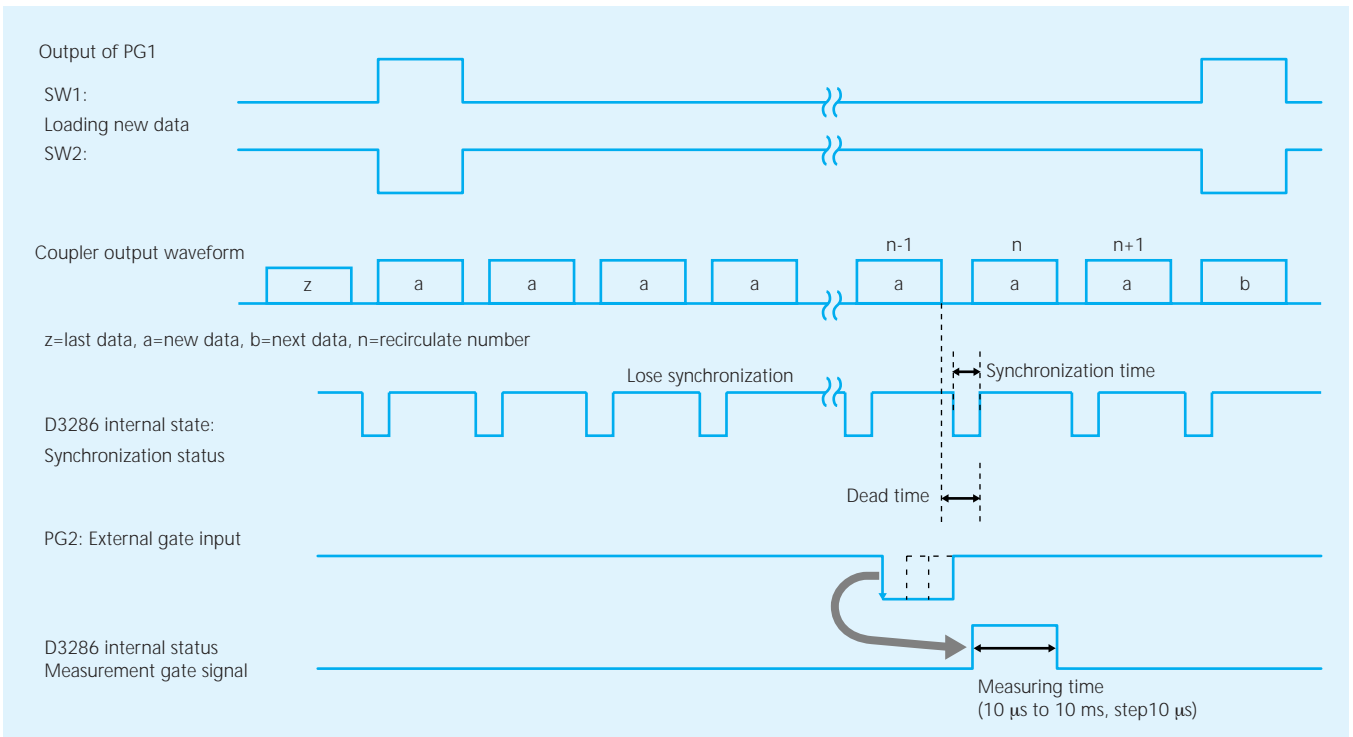 Output of PG1
SW1:
Loading new data
SW2:
Coupler output waveform
n-1 n n+1
z a a a a a a a b
z=last data, a=new data, b=next data, n=recirculate number
Lose synchronization
Synchronization time
D3286 internal state:
Synchronization status
Dead time
PG2: External gate input
D3286 internal status
Measurement gate signal
Measuring time
(10 µs to 10 ms, step10 µs)